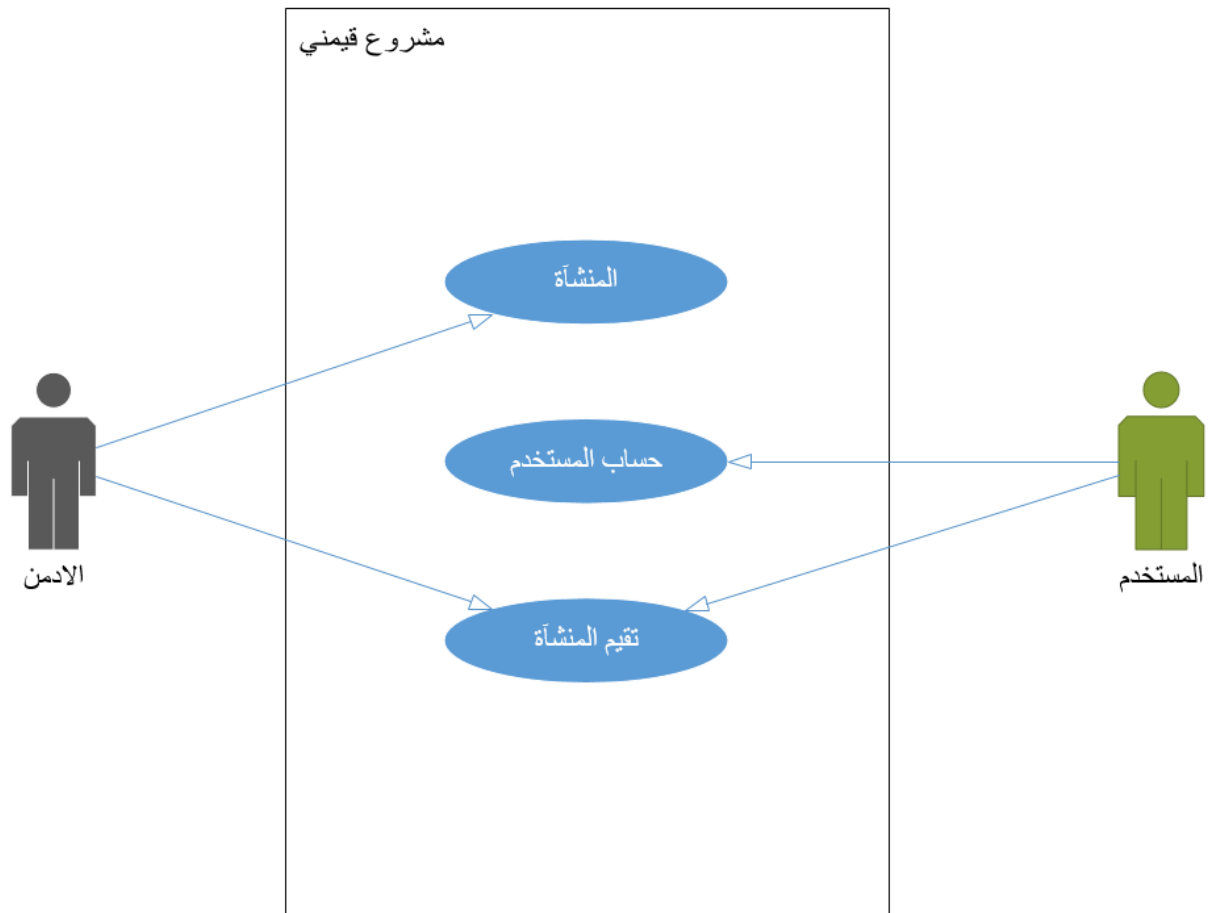 مشروع قيمني
المنشآة
حساب المستخدم
تقيم المنشآة
الادمن
المستخدم